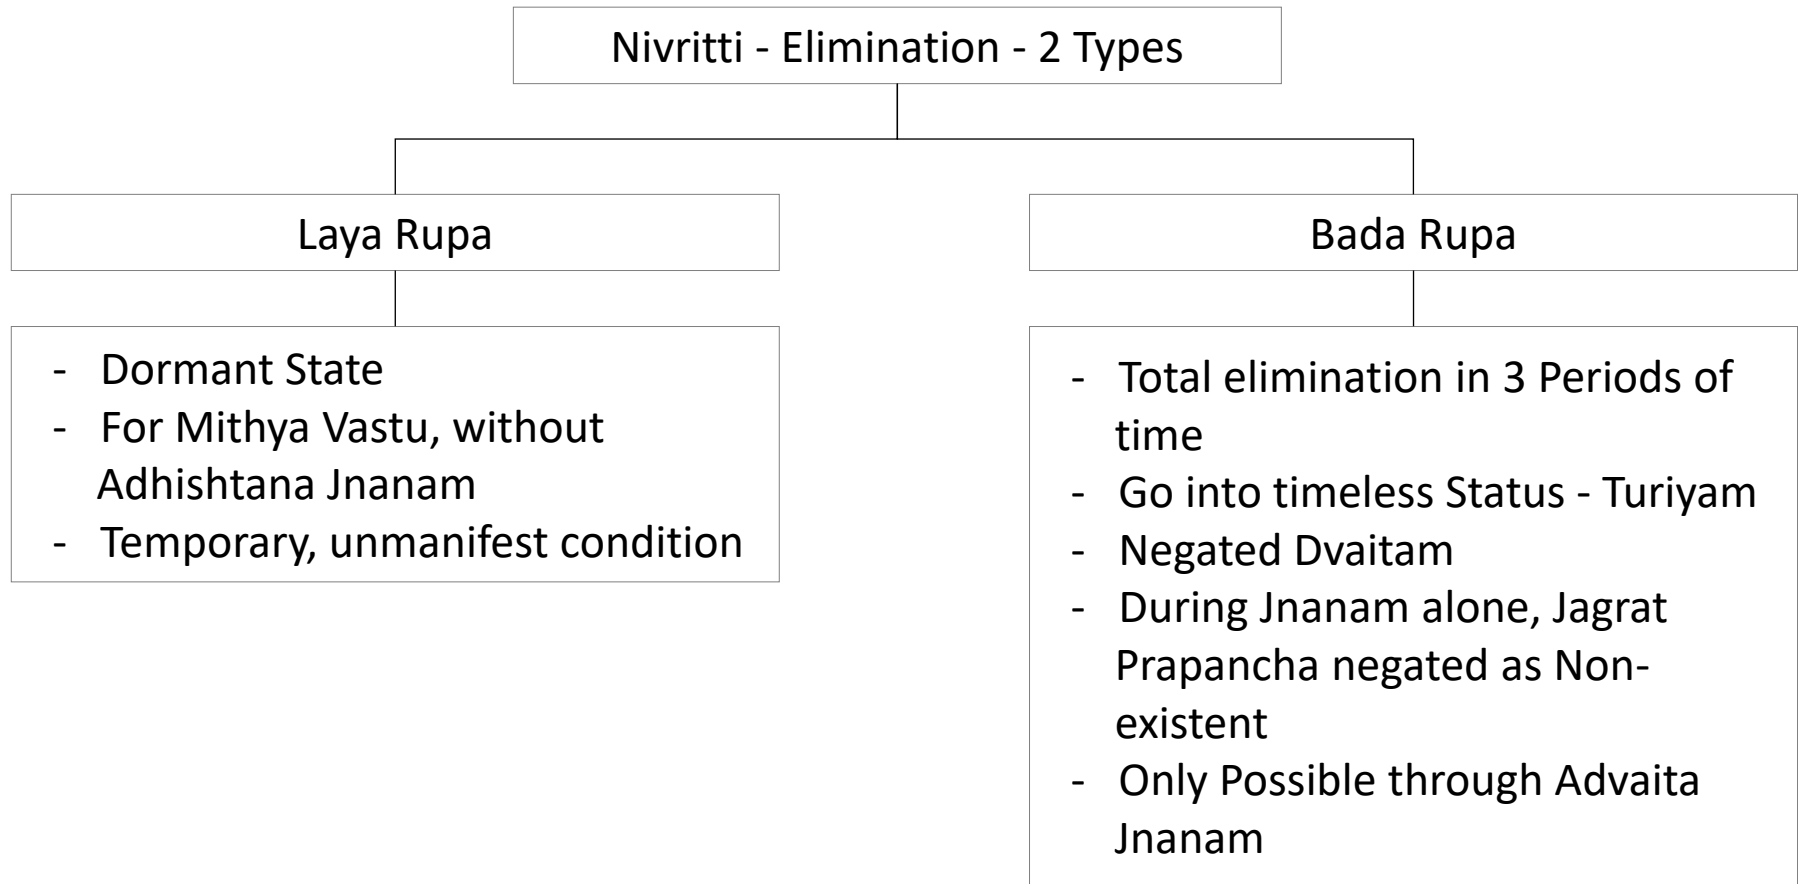 Nivritti - Elimination - 2 Types
Laya Rupa
- Dormant State
- For Mithya Vastu, without
Adhishtana Jnanam
- Temporary, unmanifest condition
Bada Rupa
- Total elimination in 3 Periods of
time
- Go into timeless Status - Turiyam
- Negated Dvaitam
- During Jnanam alone, Jagrat
Prapancha negated as Non-
existent
- Only Possible through Advaita
Jnanam